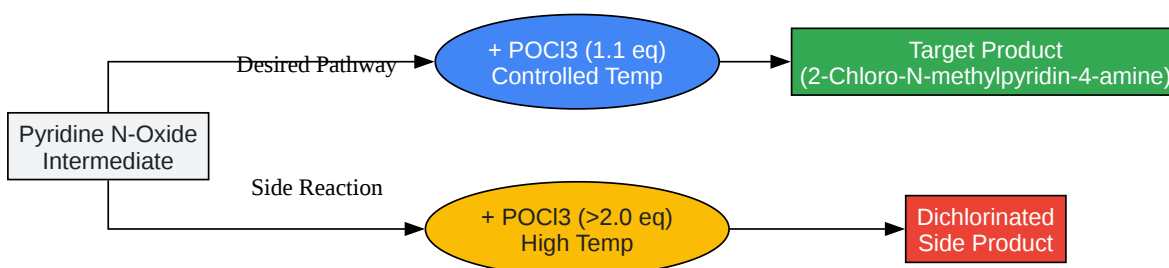 Pyridine N-Oxide
Intermediate
Desired Pathway
+ POCl3 (1.1 eq)
Controlled Temp
Target Product
(2-Chloro-N-methylpyridin-4-amine)
Side Reaction
+ POCl3 (>2.0 eq)
High Temp
Dichlorinated
Side Product